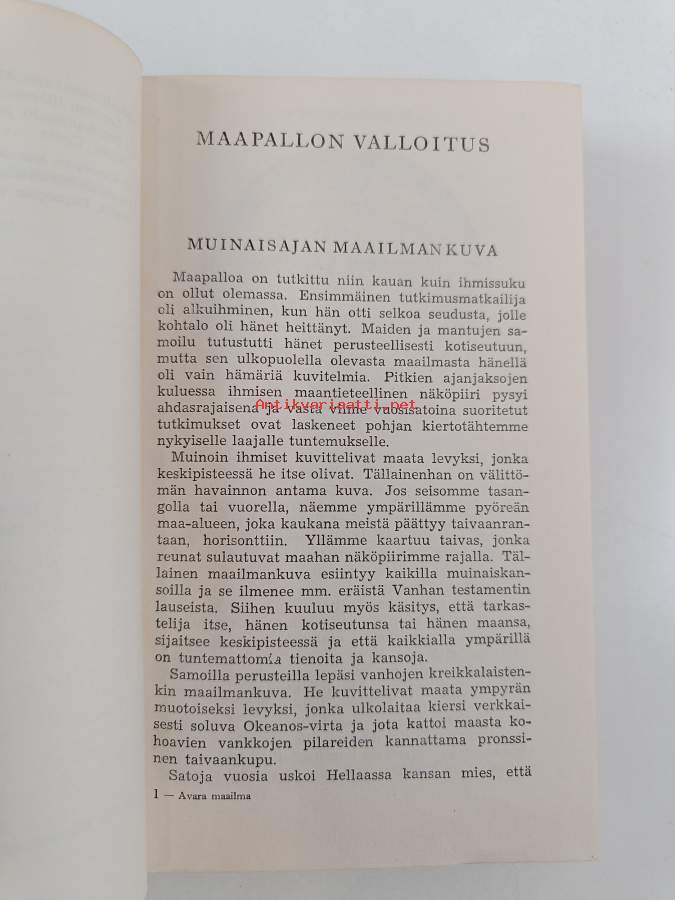 MAAPALLON VALLOITUS
MUINAISAJAN MAAILMANKUVA
Maapalloa on tutkittu niin kauan kuin ihmissuku
on ollut olemassa. Ensimmäinen tutkimusmatkailija
oli alkuihminen, kun hän otti selkoa seudusta, jolle
kohtalo oli hänet heittänyt. Maiden ja mantujen sa-
moilu tutustutti hänet perusteellisesti kotiseutuun,
mutta sen ulkopuolella olevasta maailmasta hänellä
oli vain hämäriä kuvitelmia. Pitkien ajanjaksojen
kuluessa ihmisen maantieteellinen näköpiiri pysyi
ahdasrajaisena ja vasta viime vuosisatoina suoritetut
Antikvariaatti.net
tutkimukset ovat laskeneet pohjan kiertotähtemme
nykyiselle laajalle tuntemukselle.
Muinoin ihmiset kuvittelivat maata levyksi, jonka
keskipisteessä he itse olivat. Tällainenhan on välittö-
män havainnon antama kuva. Jos seisomme tasan-
golla tai vuorella, näemme ympärillämme pyöreän
maa-alueen, joka kaukana meistä päättyy taivaanran-
taan, horisonttiin. Yllämme kaartuu taivas, jonka
reunat sulautuvat maahan näköpiirimme rajalla. Täl-
lainen maailmankuva esiintyy kaikilla muinaiskan-
soilla ja se ilmenee mm. eräistä Vanhan testamentin
lauseista. Siihen kuuluu myös käsitys, että tarkas-
telija itse, hänen kotiseutunsa tai hänen maansa,
sijaitsee keskipisteessä ja että kaikkialla ympärillä
on tuntemattomia tienoita ja kansoja.
Samoilla perusteilla lepäsi vanhojen kreikkalaisten-
kin maailmankuva. He kuvittelivat maata ympyrän
muotoiseksi levyksi, jonka ulkolaitaa kiersi verkkai-
sesti soluva Okeanos-virta ja jota kattoi maasta ko-
hoavien vankkojen pilareiden kannattama pronssi-
nen taivaankupu.
Satoja vuosia uskoi Hellaassa kansan mies, että
1 — Avara maailma